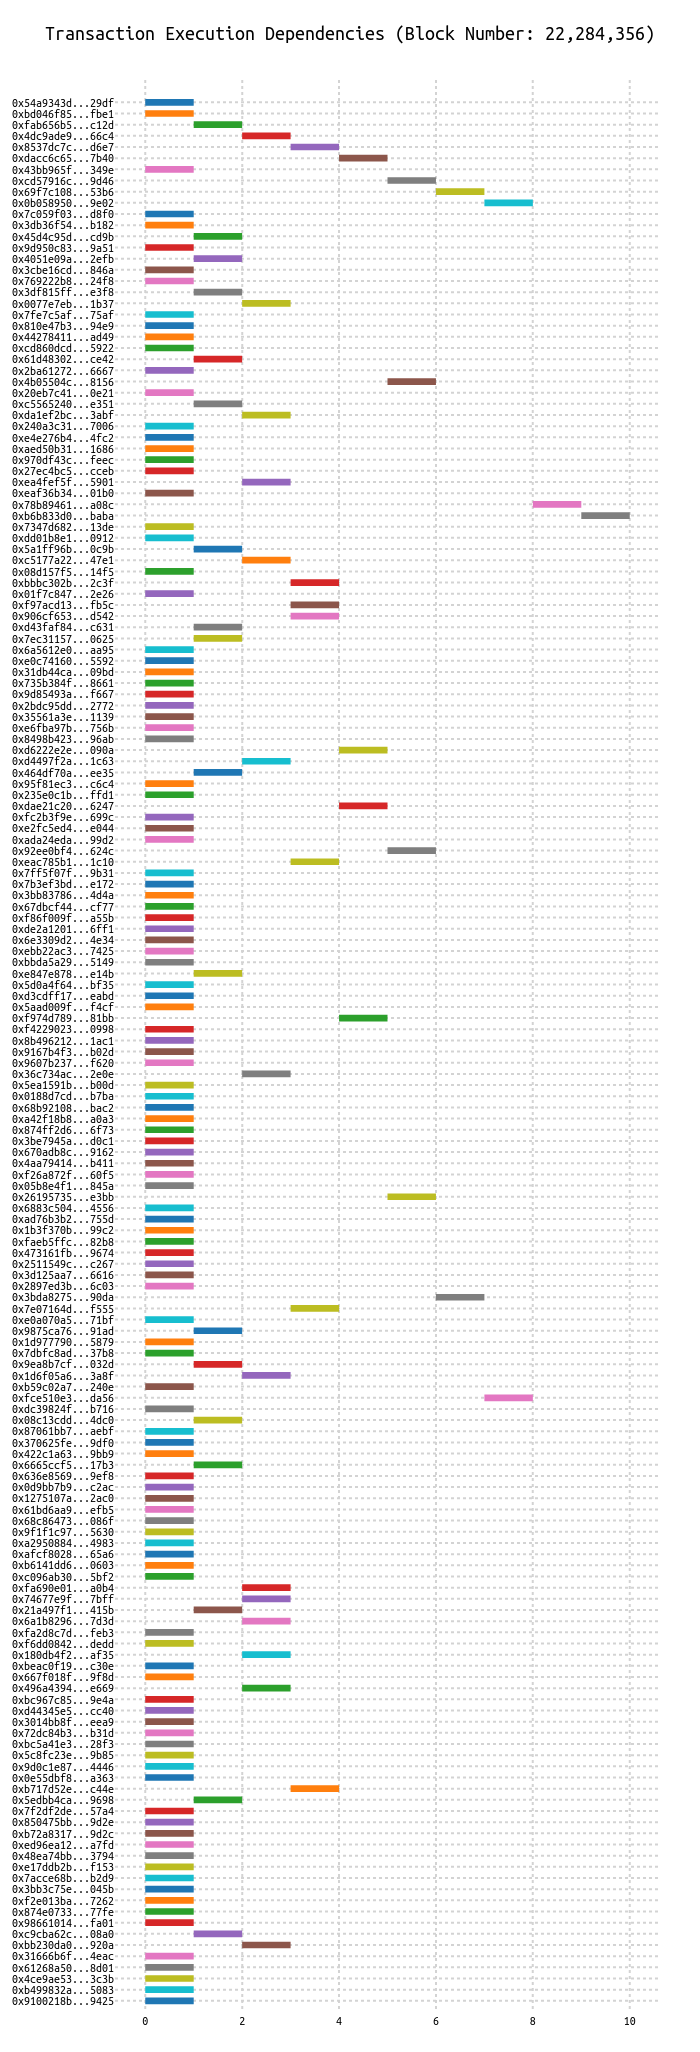 Transaction Execution Dependencies (Block Number: 22,284,356)
0x54a9343d...29df
0xbd046f85...fbe1
0xfab656b5...c12d
0x4dc9ade9...66c4
0x8537dc7c...d6e7
0xdacc6c65...7b40
0x43bb965f...349e
0xcd57916c...9d46
0x69f7c108...53b6
0x0b058950...9e02
0x7c059f03...d8f0
0x3db36f54...b182
0x45d4c95d...cd9b
0x9d950c83...9a51
0x4051e09a...2efb
0x3cbe16cd...846a
0x769222b8...24f8
0x3df815ff...e3f8
0x0077e7eb...1b37
0x7fe7c5af...75af
0x810e47b3...94e9
0x44278411...ad49
0xcd860dcd...5922
0x61d48302...ce42
0x2ba61272...6667
0x4b05504c...8156
0x20eb7c41...0e21
0xc5565240...e351
0xda1ef2bc...3abf
0x240a3c31...7006
0xe4e276b4...4fc2
0xaed50b31...1686
0x970df43c...feec
0x27ec4bc5...cceb
0xea4fef5f...5901
0xeaf36b34...01b0
0x78b89461...a08c
0xb6b833d0...baba
0x7347d682...13de
0xdd01b8e1...0912
0x5a1ff96b...0c9b
0xc5177a22...47e1
0x08d157f5...14f5
0xbbbc302b...2c3f
0x01f7c847...2e26
0xf97acd13...fb5c
0x906cf653...d542
0xd43faf84...c631
0x7ec31157...0625
0x6a5612e0...aa95
0xe0c74160...5592
0x31db44ca...09bd
0x735b384f...8661
0x9d85493a...f667
0x2bdc95dd...2772
0x35561a3e...1139
0xe6fba97b...756b
0x8498b423...96ab
0xd6222e2e...090a
0xd4497f2a...1c63
0x464df70a...ee35
0x95f81ec3...c6c4
0x235e0c1b...ffd1
0xdae21c20...6247
0xfc2b3f9e...699c
0xe2fc5ed4...e044
0xada24eda...99d2
0x92ee0bf4...624c
0xeac785b1...1c10
0x7ff5f07f...9b31
0x7b3ef3bd...e172
0x3bb83786...4d4a
0x67dbcf44...cf77
0xf86f009f...a55b
0xde2a1201...6ff1
0x6e3309d2...4e34
0xebb22ac3...7425
0xbbda5a29...5149
0xe847e878...e14b
0x5d0a4f64...bf35
0xd3cdff17...eabd
0x5aad009f...f4cf
0xf974d789...81bb
0xf4229023...0998
0x8b496212...1ac1
0x9167b4f3...b02d
0x9607b237...f620
0x36c734ac...2e0e
0x5ea1591b...b00d
0x0188d7cd...b7ba
0x68b92108...bac2
0xa42f18b8...a0a3
0x874ff2d6...6f73
0x3be7945a...d0c1
0x670adb8c...9162
0x4aa79414...b411
0xf26a872f...60f5
0x05b8e4f1...845a
0x26195735...e3bb
0x6883c504...4556
0xad76b3b2...755d
0x1b3f370b...99c2
0xfaeb5ffc...82b8
0x473161fb...9674
0x2511549c...c267
0x3d125aa7...6616
0x2897ed3b...6c03
0x3bda8275...90da
0x7e07164d...f555
0xe0a070a5...71bf
0x9875ca76...91ad
0x1d977790...5879
0x7dbfc8ad...37b8
0x9ea8b7cf...032d
0x1d6f05a6...3a8f
0xb59c02a7...240e
0xfce510e3...da56
0xdc39824f...b716
0x08c13cdd...4dc0
0x87061bb7...aebf
0x370625fe...9df0
0x422c1a63...9bb9
0x6665ccf5...17b3
0x636e8569...9ef8
0x0d9bb7b9...c2ac
0x1275107a...2ac0
0x61bd6aa9...efb5
0x68c86473...086f
0x9f1f1c97...5630
0xa2950884...4983
0xafcf8028...65a6
0xb6141dd6...0603
0xc096ab30...5bf2
0xfa690e01...a0b4
0x74677e9f...7bff
0x21a497f1...415b
0x6a1b8296...7d3d
0xfa2d8c7d...feb3
0xf6dd0842...dedd
0x180db4f2...af35
0xbeac0f19...c30e
0x667f018f...9f8d
0x496a4394...e669
0xbc967c85...9e4a
0xd44345e5...cc40
0x3014bb8f...eea9
0x72dc84b3...b31d
0xbc5a41e3...28f3
0x5c8fc23e...9b85
0x9d0c1e87...4446
0x0e55dbf8...a363
0xb717d52e...c44e
0x5edbb4ca...9698
0x7f2df2de...57a4
0x850475bb...9d2e
0xb72a8317...9d2c
0xed96ea12...a7fd
0x48ea74bb...3794
0xe17ddb2b...f153
0x7acce68b...b2d9
0x3bb3c75e...045b
0xf2e013ba...7262
0x874e0733...77fe
0x98661014...fa01
0xc9cba62c...08a0
0xbb230da0...920a
0x31666b6f...4eac
0x61268a50...8d01
0x4ce9ae53...3c3b
0xb499832a...5083
0x9100218b...9425
0 2 4 6 8 10